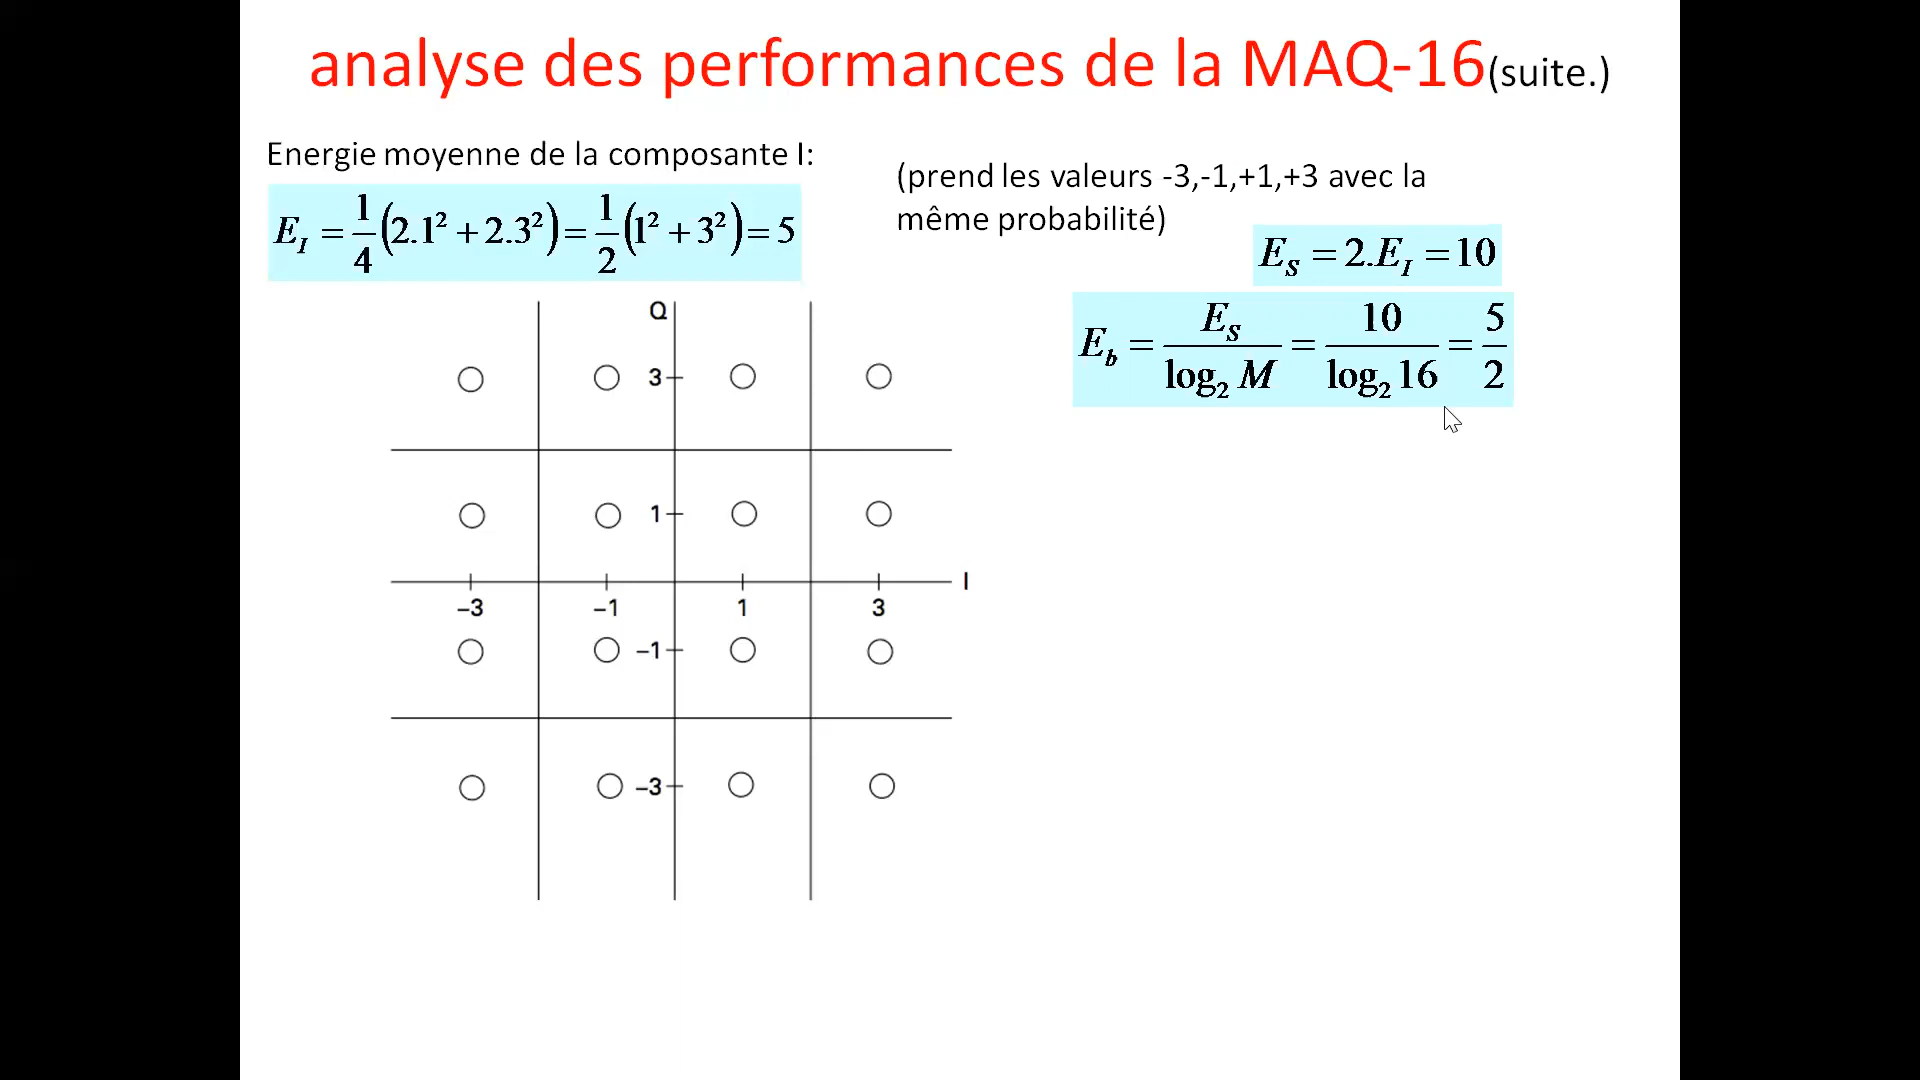 analyse des performances de la MAQ-16(suite.)
Energie moyenne de la composante I:
(prend les valeurs -3,-1,+1,+3 avec la
même probabilité)
E_I = 1/4 (2.1² + 2.3²) = 1/2 (1² + 3²) = 5
E_S = 2.E_I = 10
E_b = E_S / log₂ M = 10 / log₂ 16 = 5/2
Q
3
1
I
–3 –1 1 3
–1
–3